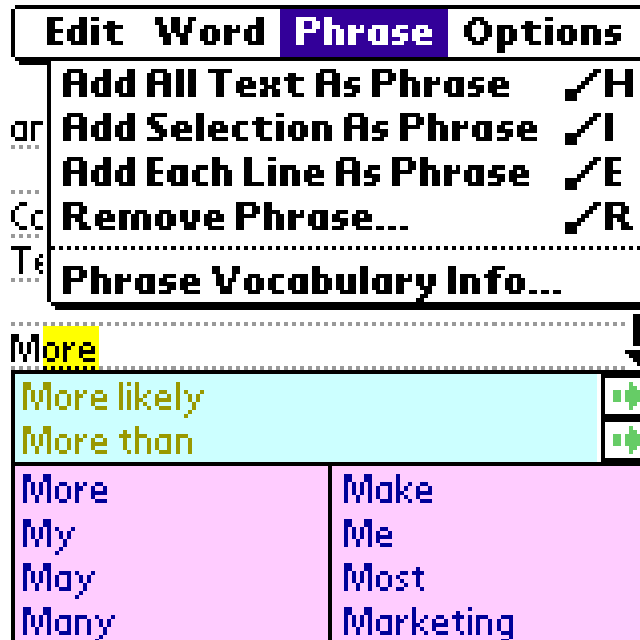 Edit Word Phrase Options
Add All Text As Phrase /H
Add Selection As Phrase /I
Add Each Line As Phrase /E
Remove Phrase... /R
Phrase Vocabulary Info...
More
More likely
More than
More Make
My Me
May Most
Many Marketing